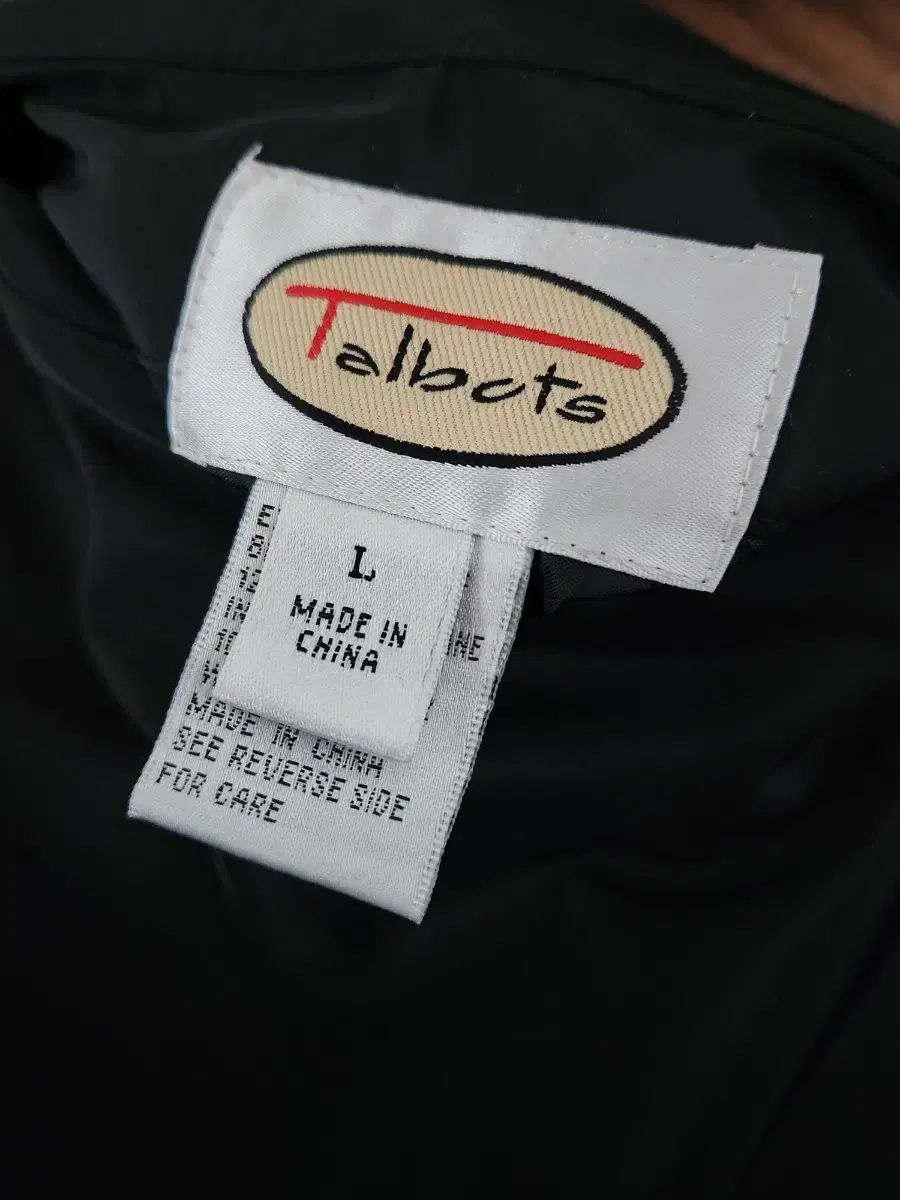 Talbots
L
MADE IN
CHINA
MADE IN CHINA
SEE REVERSE SIDE
FOR CARE